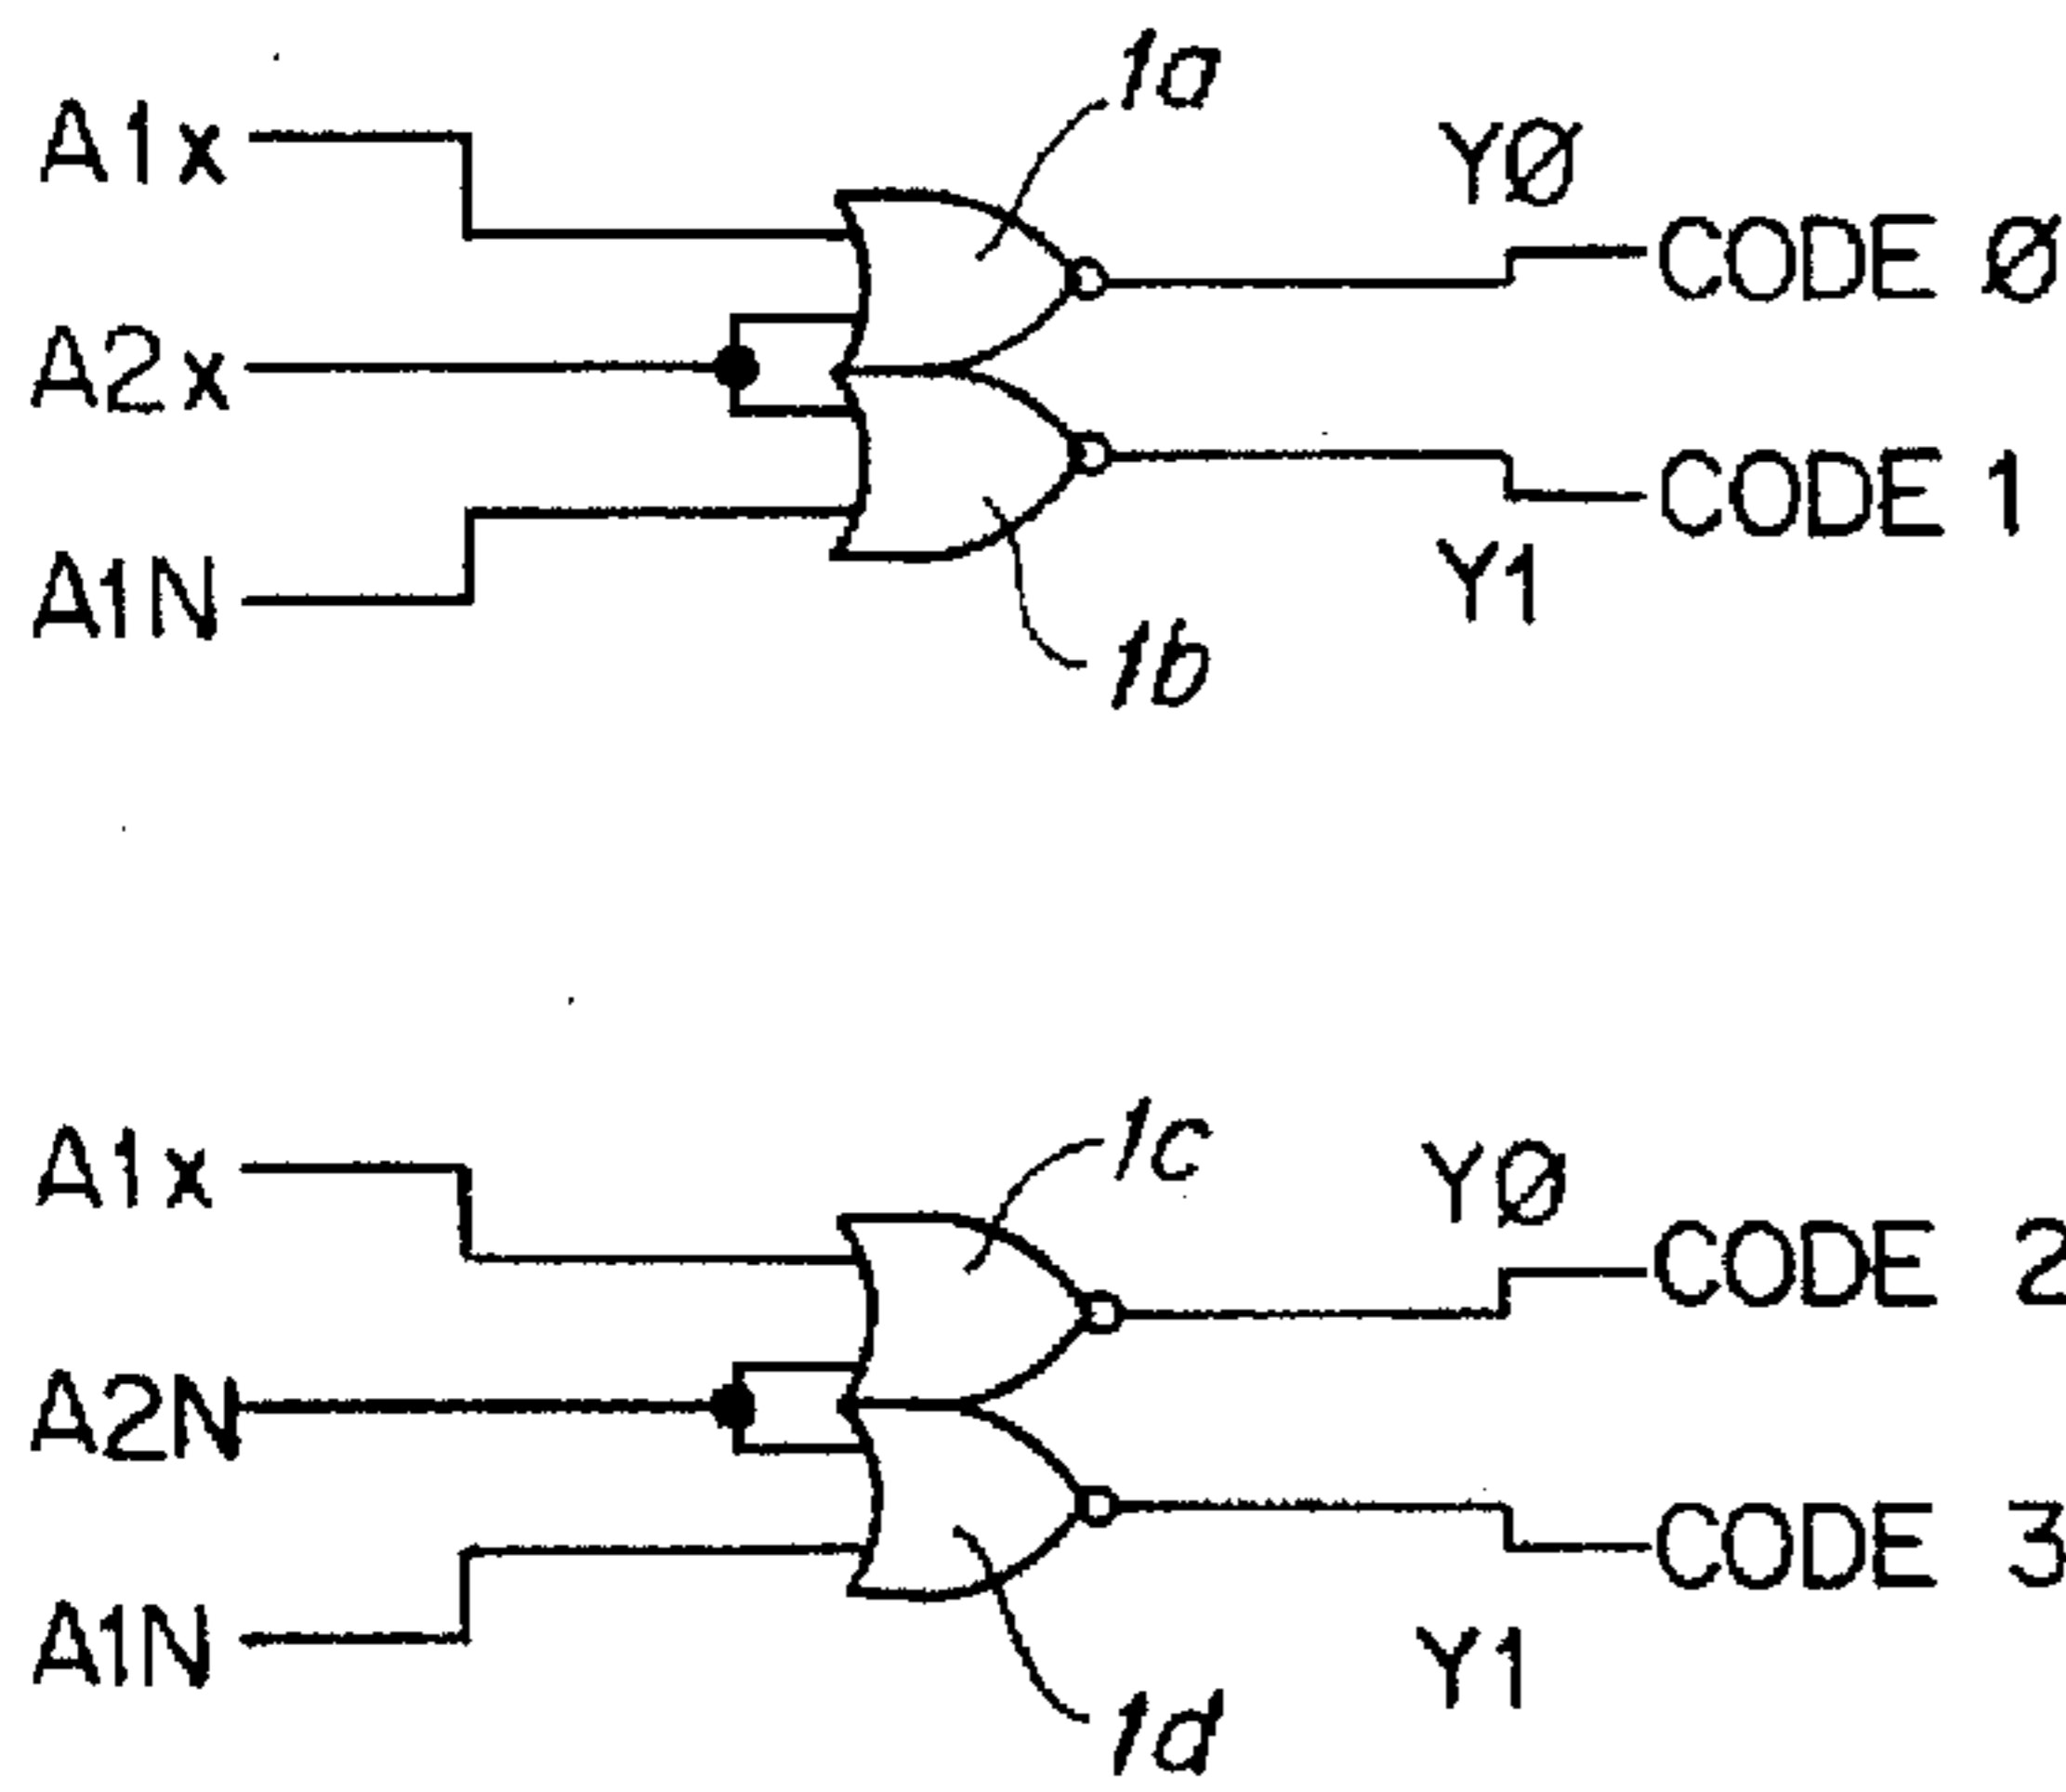 1a
A1x
YØ
CODE Ø
A2x
CODE 1
A1N
Y1
1b
1c
A1x
YØ
CODE 2
A2N
CODE 3
A1N
Y1
1d